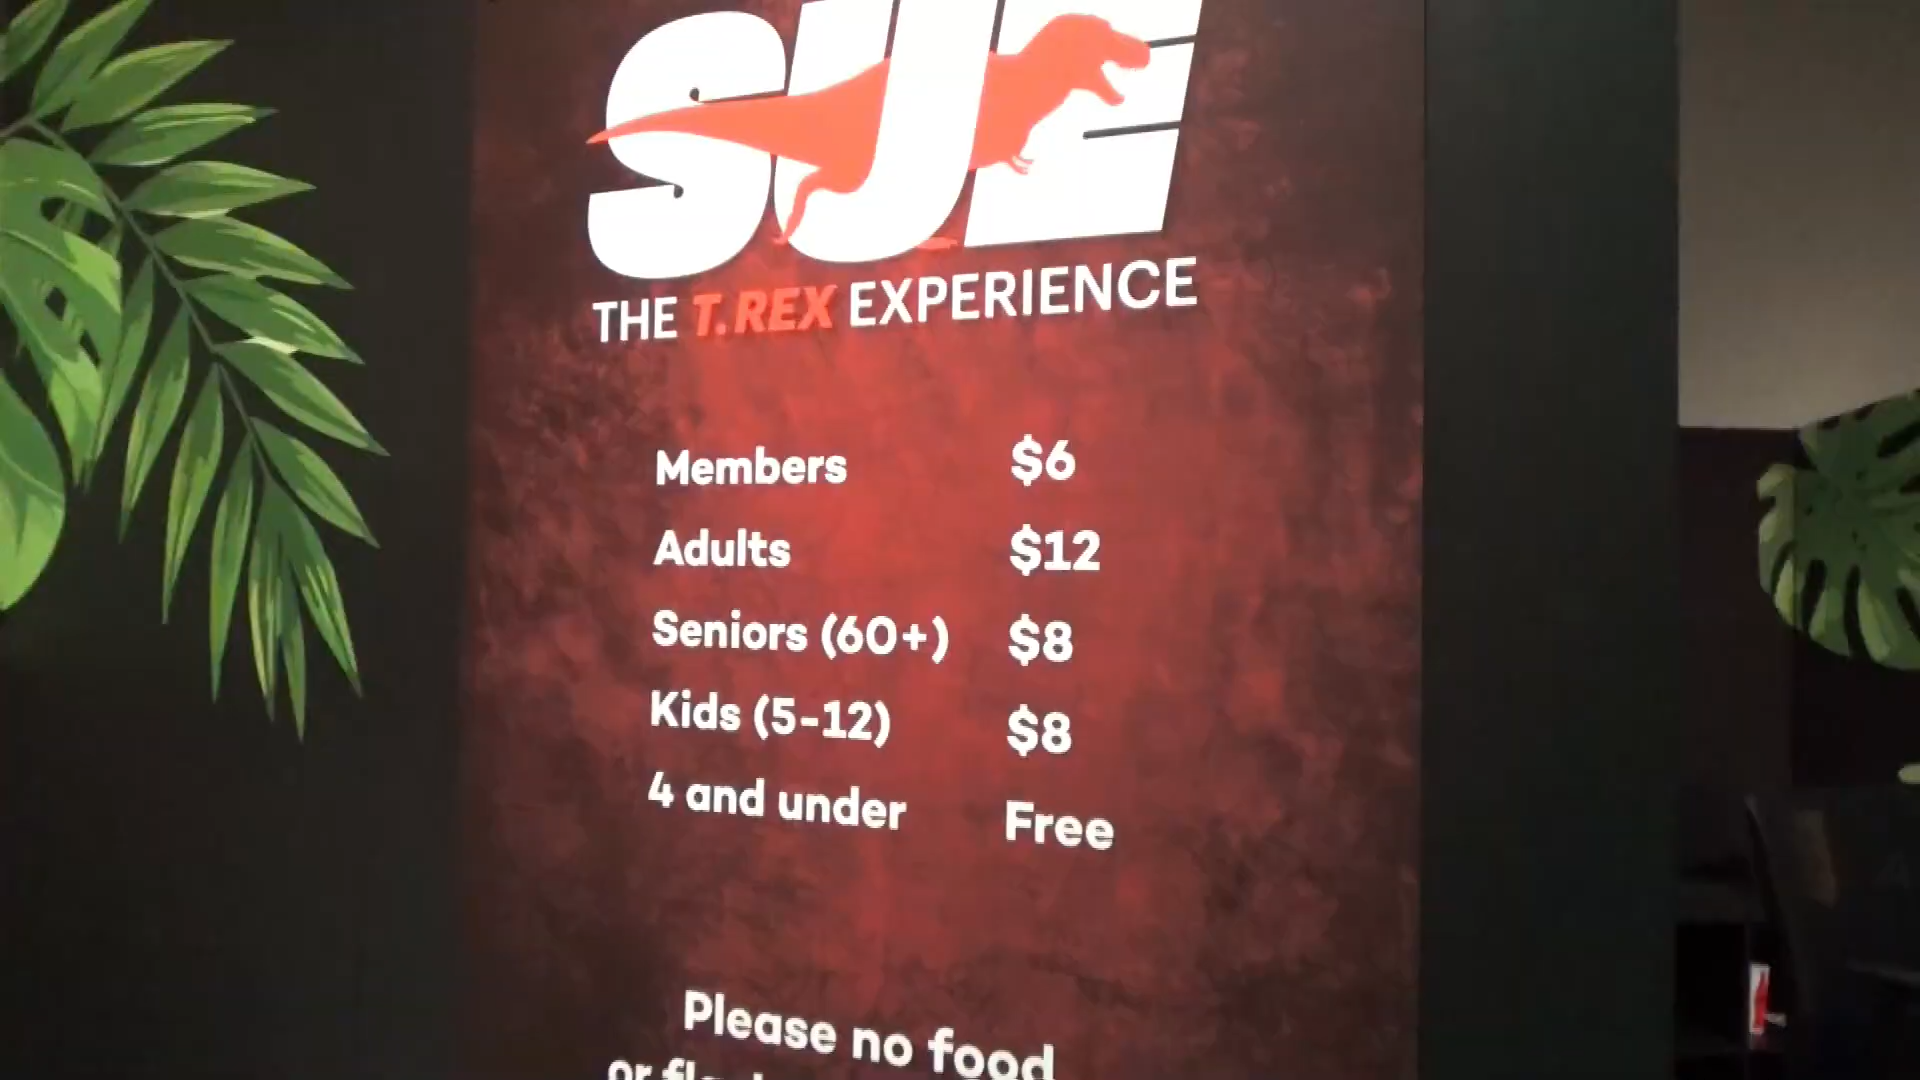 SUE
THE T.REX EXPERIENCE
Members $6
Adults $12
Seniors (60+) $8
Kids (5-12) $8
4 and under Free
Please no food
or